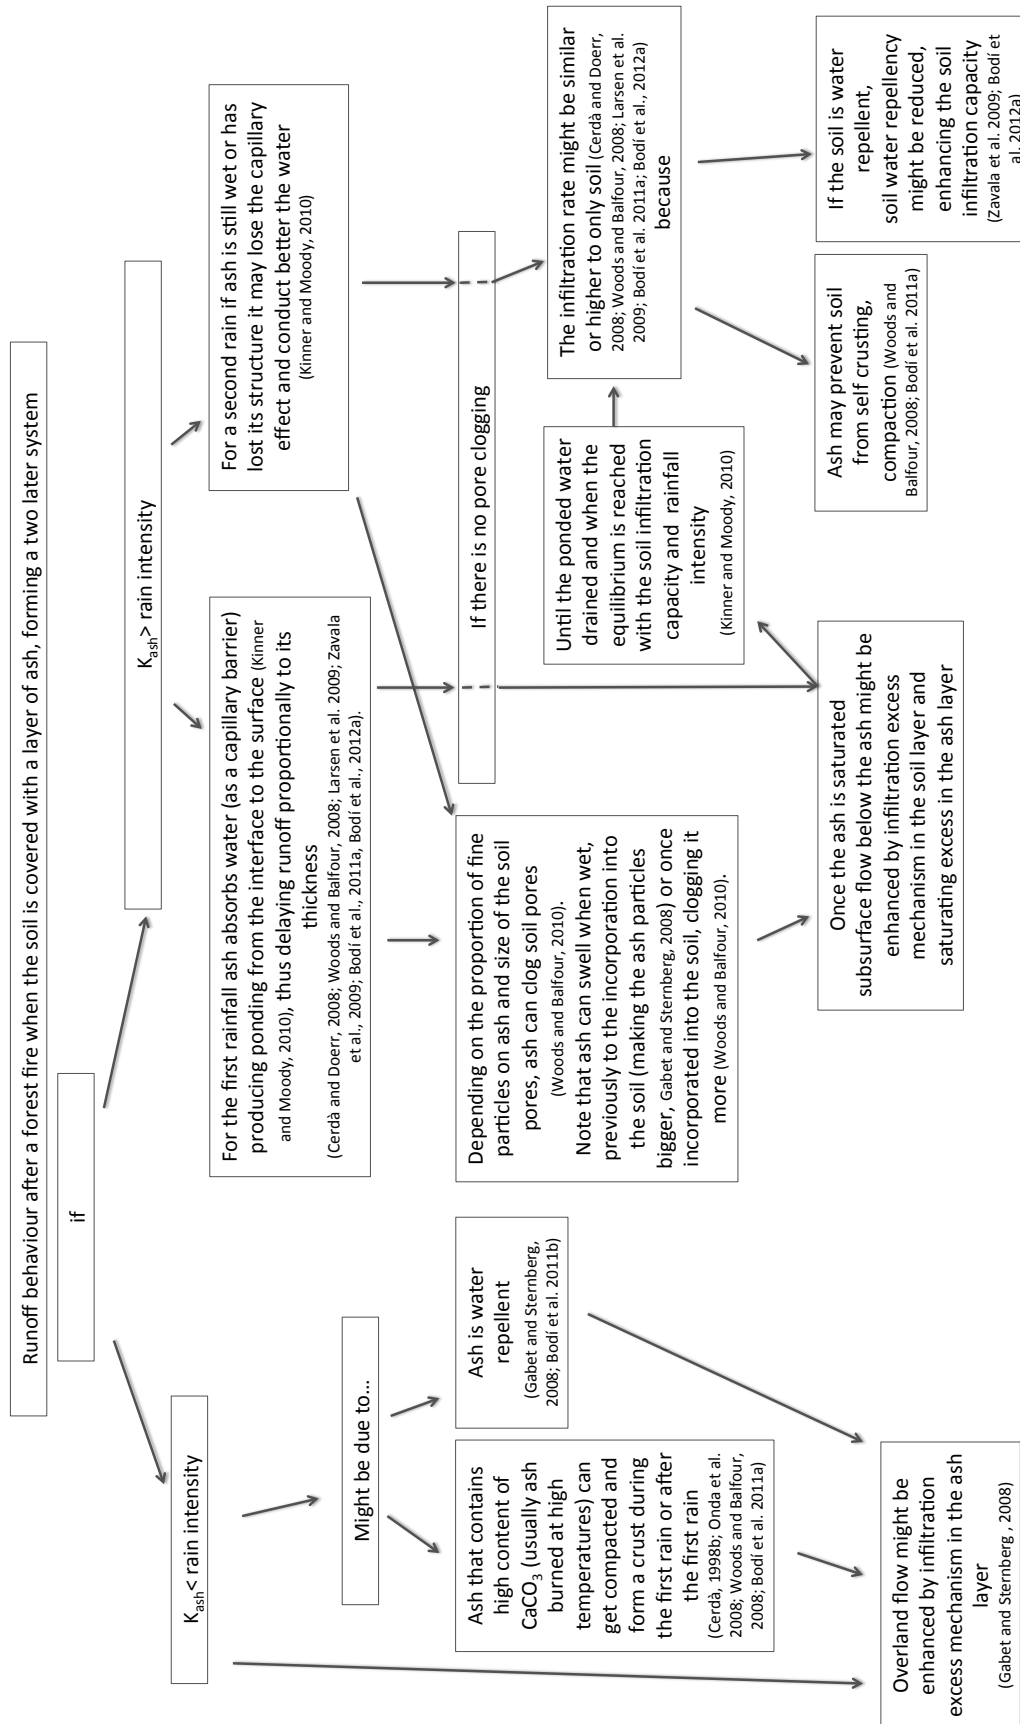 Runoff behaviour after a forest fire when the soil is covered with a layer of ash, forming a two later system
if
K_ash< rain intensity
K_ash> rain intensity
Might be due to…
Ash that contains
high content of
CaCO₃ (usually ash
burned at high
temperatures) can
get compacted and
form a crust during
the first rain or after
the first rain
(Cerdà, 1998b; Onda et al.
2008; Woods and Balfour,
2008; Bodí et al. 2011a)
Ash is water
repellent
(Gabet and Sternberg,
2008; Bodí et al. 2011b)
Overland flow might be
enhanced by infiltration
excess mechanism in the ash
layer
(Gabet and Sternberg , 2008)
For the first rainfall ash absorbs water (as a capillary barrier)
producing ponding from the interface to the surface (Kinner
and Moody, 2010), thus delaying runoff proportionally to its
thickness
(Cerdà and Doerr, 2008; Woods and Balfour, 2008; Larsen et al. 2009; Zavala
et al., 2009; Bodí et al., 2011a, Bodí et al., 2012a).
For a second rain if ash is still wet or has
lost its structure it may lose the capillary
effect and conduct better the water
(Kinner and Moody, 2010)
Depending on the proportion of fine
particles on ash and size of the soil
pores, ash can clog soil pores
(Woods and Balfour, 2010).
Note that ash can swell when wet,
previously to the incorporation into
the soil (making the ash particles
bigger, Gabet and Sternberg, 2008) or once
incorporated into the soil, clogging it
more (Woods and Balfour, 2010).
If there is no pore clogging
Until the ponded water
drained and when the
equilibrium is reached
with the soil infiltration
capacity and rainfall
intensity
(Kinner and Moody, 2010)
The infiltration rate might be similar
or higher to only soil (Cerdà and Doerr,
2008; Woods and Balfour, 2008; Larsen et al.
2009; Bodí et al. 2011a; Bodí et al., 2012a)
because
Once the ash is saturated
subsurface flow below the ash might be
enhanced by infiltration excess
mechanism in the soil layer and
saturating excess in the ash layer
Ash may prevent soil
from self crusting,
compaction (Woods and
Balfour, 2008; Bodí et al. 2011a)
If the soil is water
repellent,
soil water repellency
might be reduced,
enhancing the soil
infiltration capacity
(Zavala et al. 2009; Bodí et
al. 2012a)